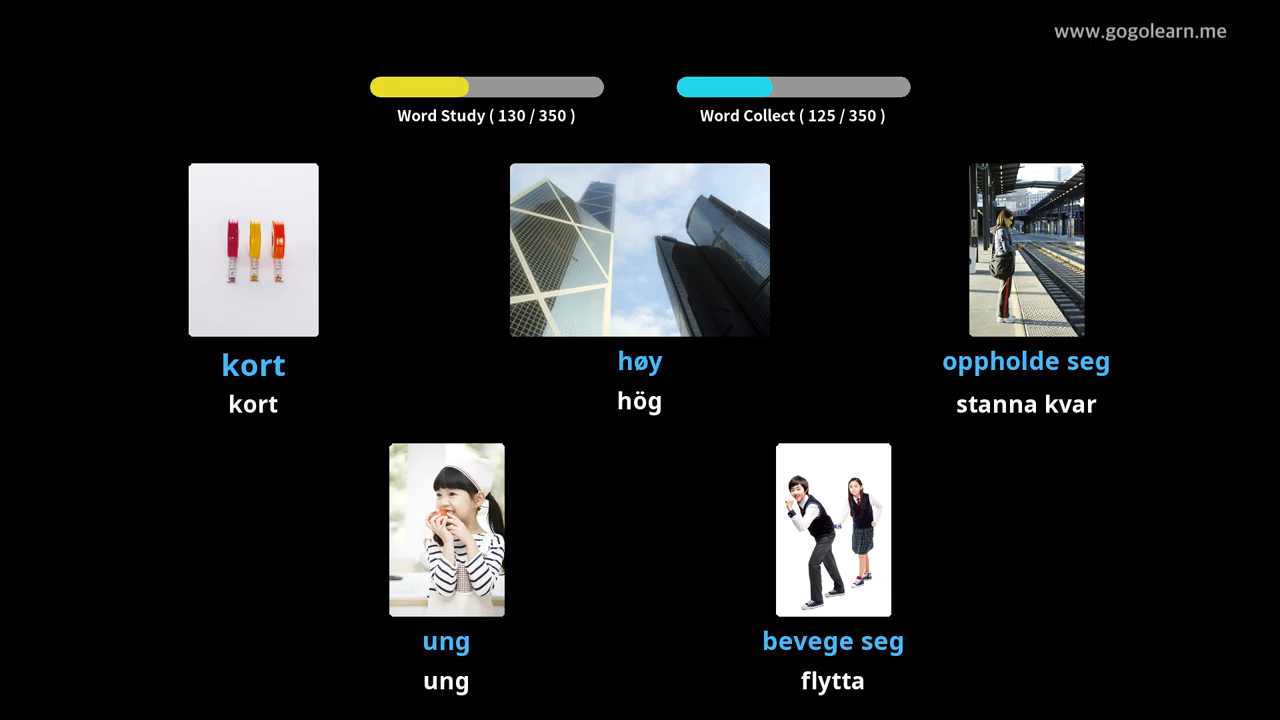 www.gogolearn.me
Word Study ( 130 / 350 )
Word Collect ( 125 / 350 )
kort
kort
høy
hög
oppholde seg
stanna kvar
ung
ung
bevege seg
flytta